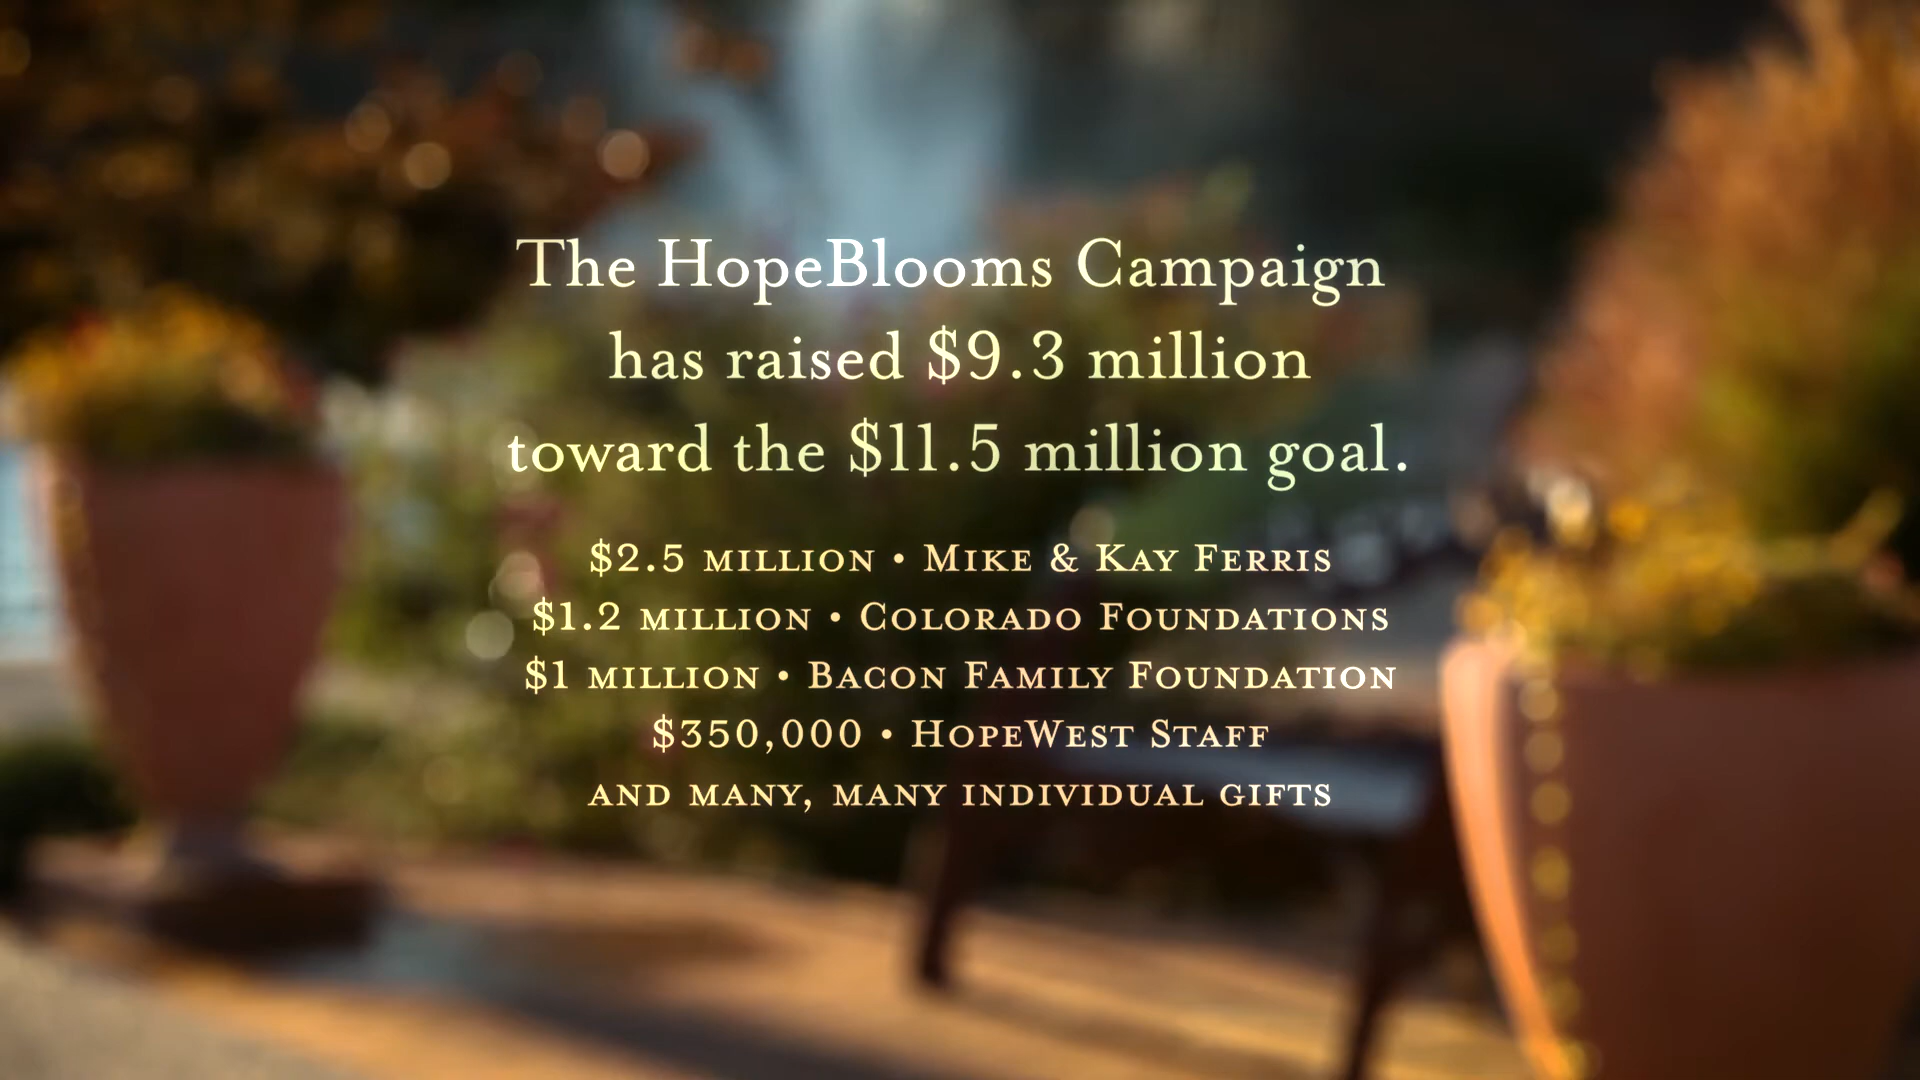 The HopeBlooms Campaign
has raised $9.3 million
toward the $11.5 million goal.
$2.5 MILLION • MIKE & KAY FERRIS
$1.2 MILLION • COLORADO FOUNDATIONS
$1 MILLION • BACON FAMILY FOUNDATION
$350,000 • HOPEWEST STAFF
AND MANY, MANY INDIVIDUAL GIFTS